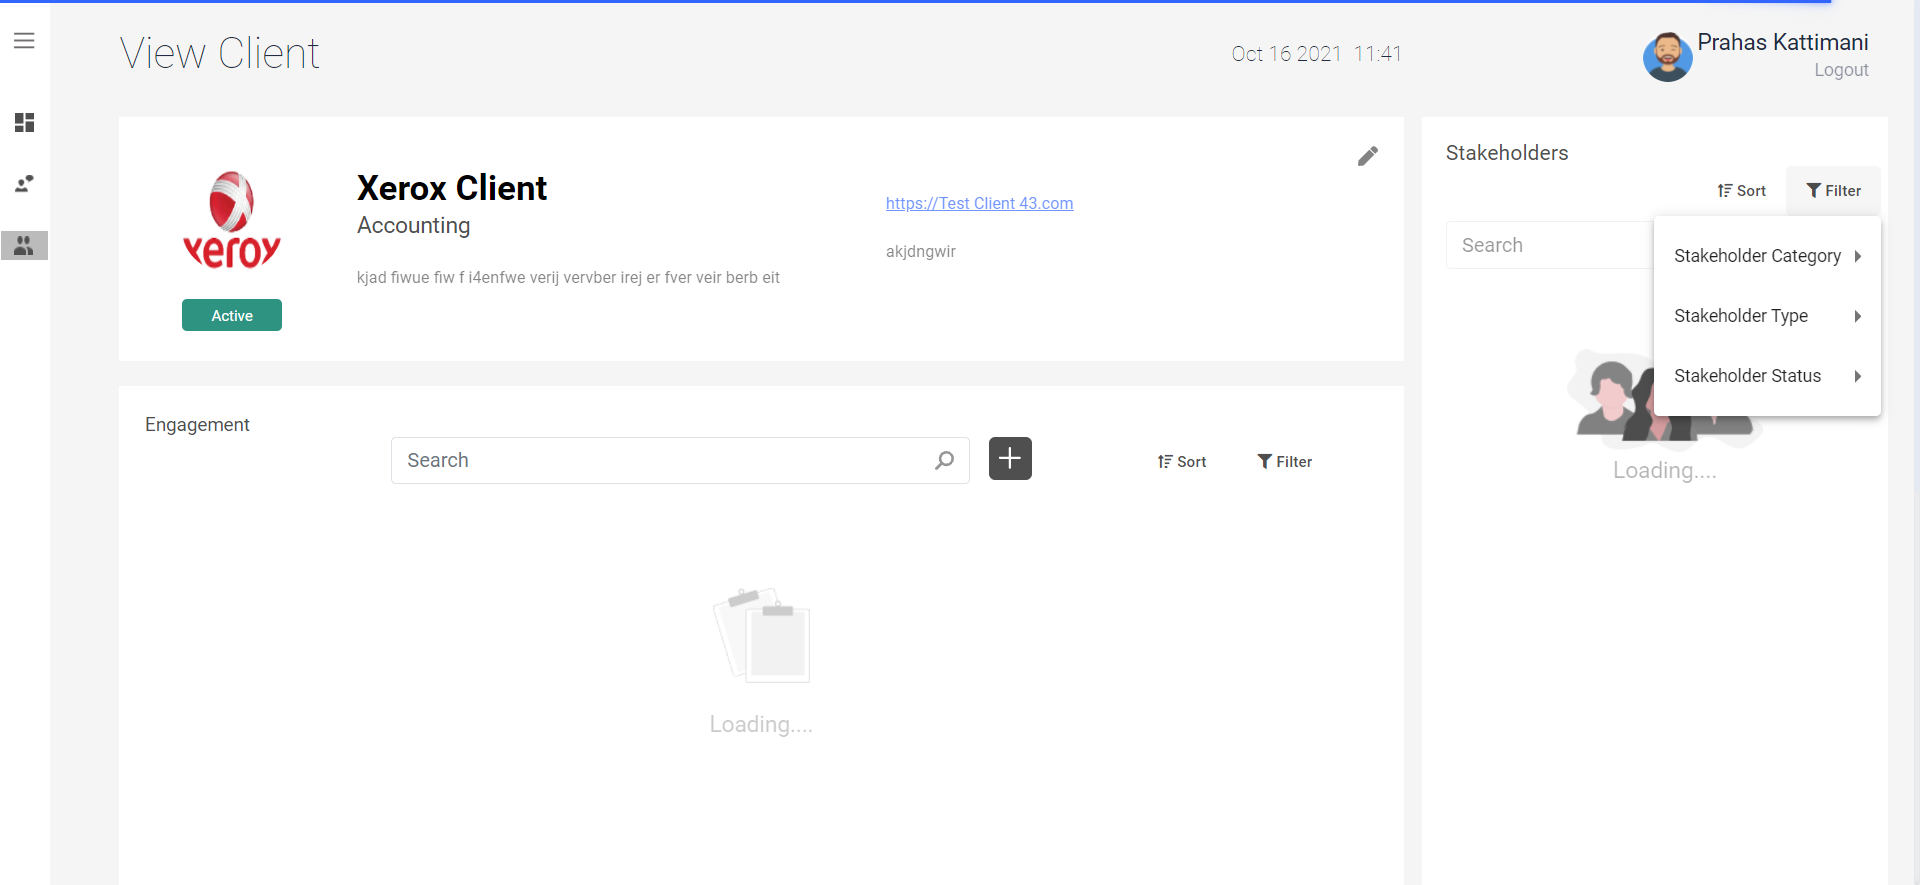 View Client
Oct 16 2021 11:41
Prahas Kattimani
Logout
xerox
Active
Xerox Client
Accounting
kjad fiwue fiw f i4enfwe verij vervber irej er fver veir berb eit
https://Test Client 43.com
akjdngwir
Engagement
Search
Sort
Filter
Loading....
Stakeholders
Sort
Filter
Search
Stakeholder Category
Stakeholder Type
Stakeholder Status
Loading....